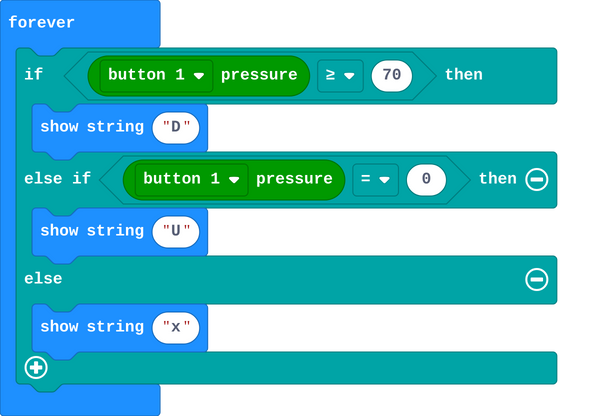 forever
if button 1 pressure ≥ 70 then
show string "D"
else if button 1 pressure = 0 then
show string "U"
else
show string "x"